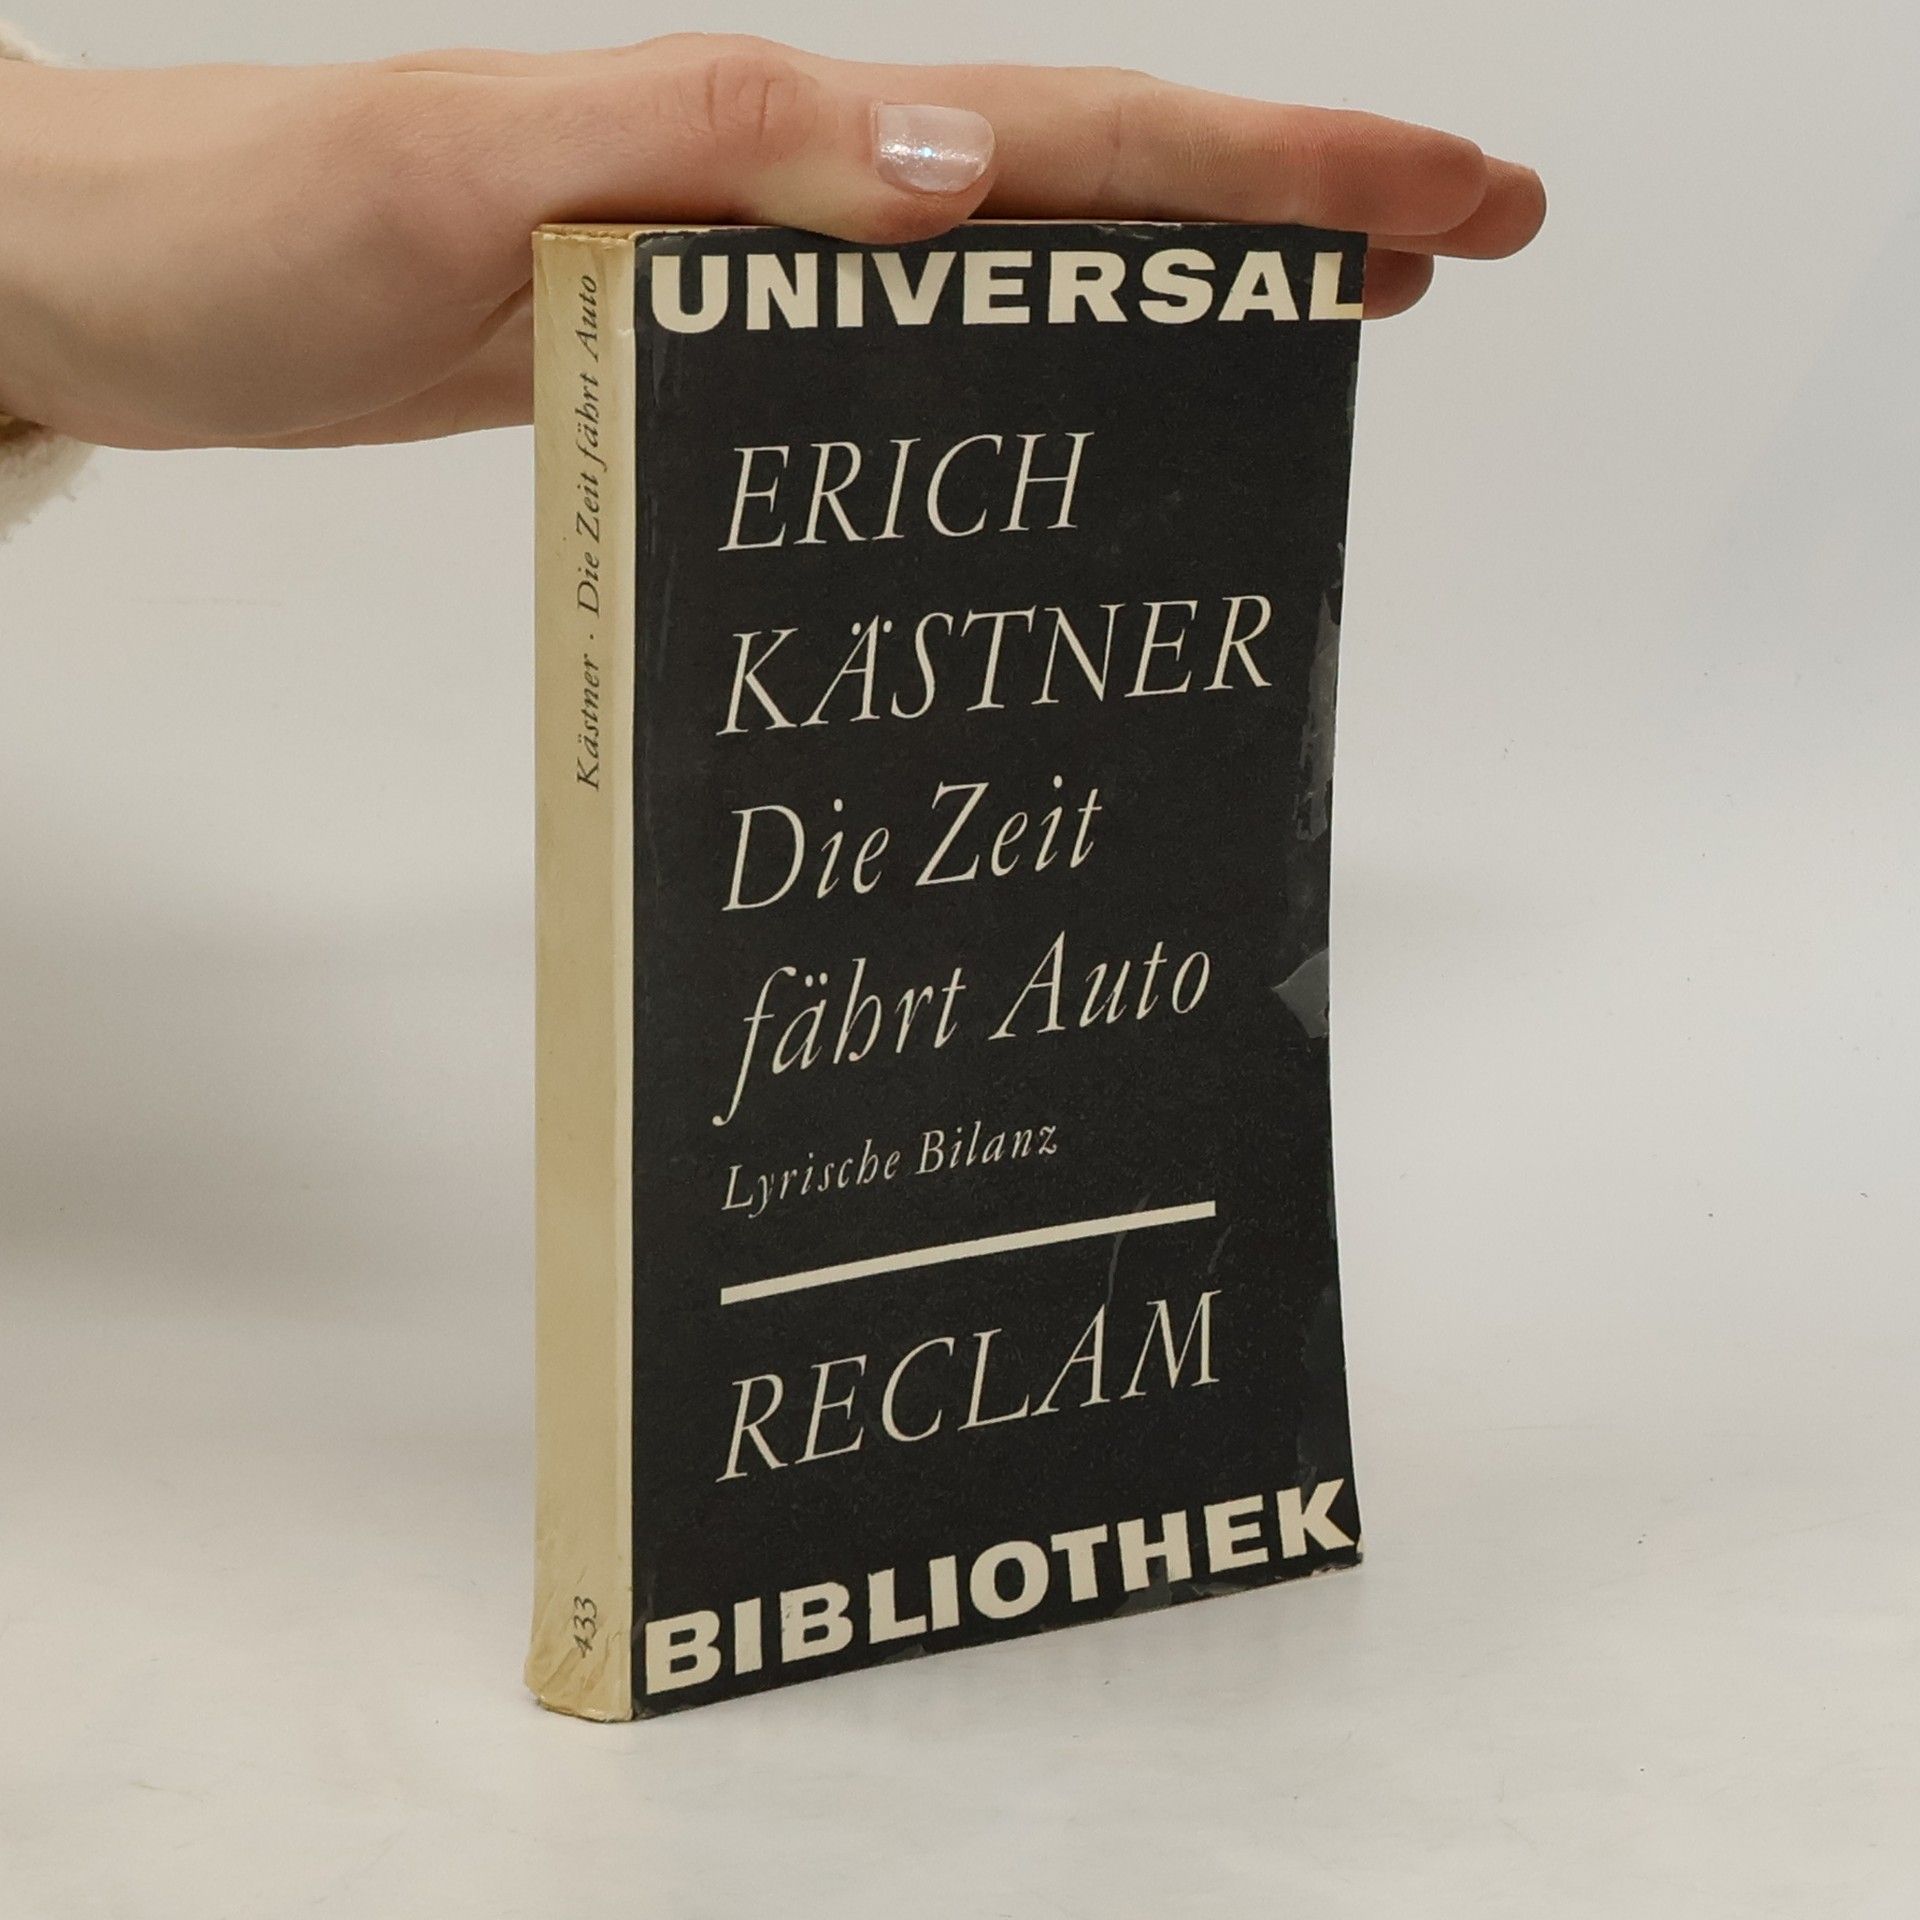 UNIVERSAL
ERICH
KÄSTNER
Die Zeit
fährt Auto
Lyrische Bilanz
RECLAM
BIBLIOTHEK
Kästner · Die Zeit fährt Auto
433